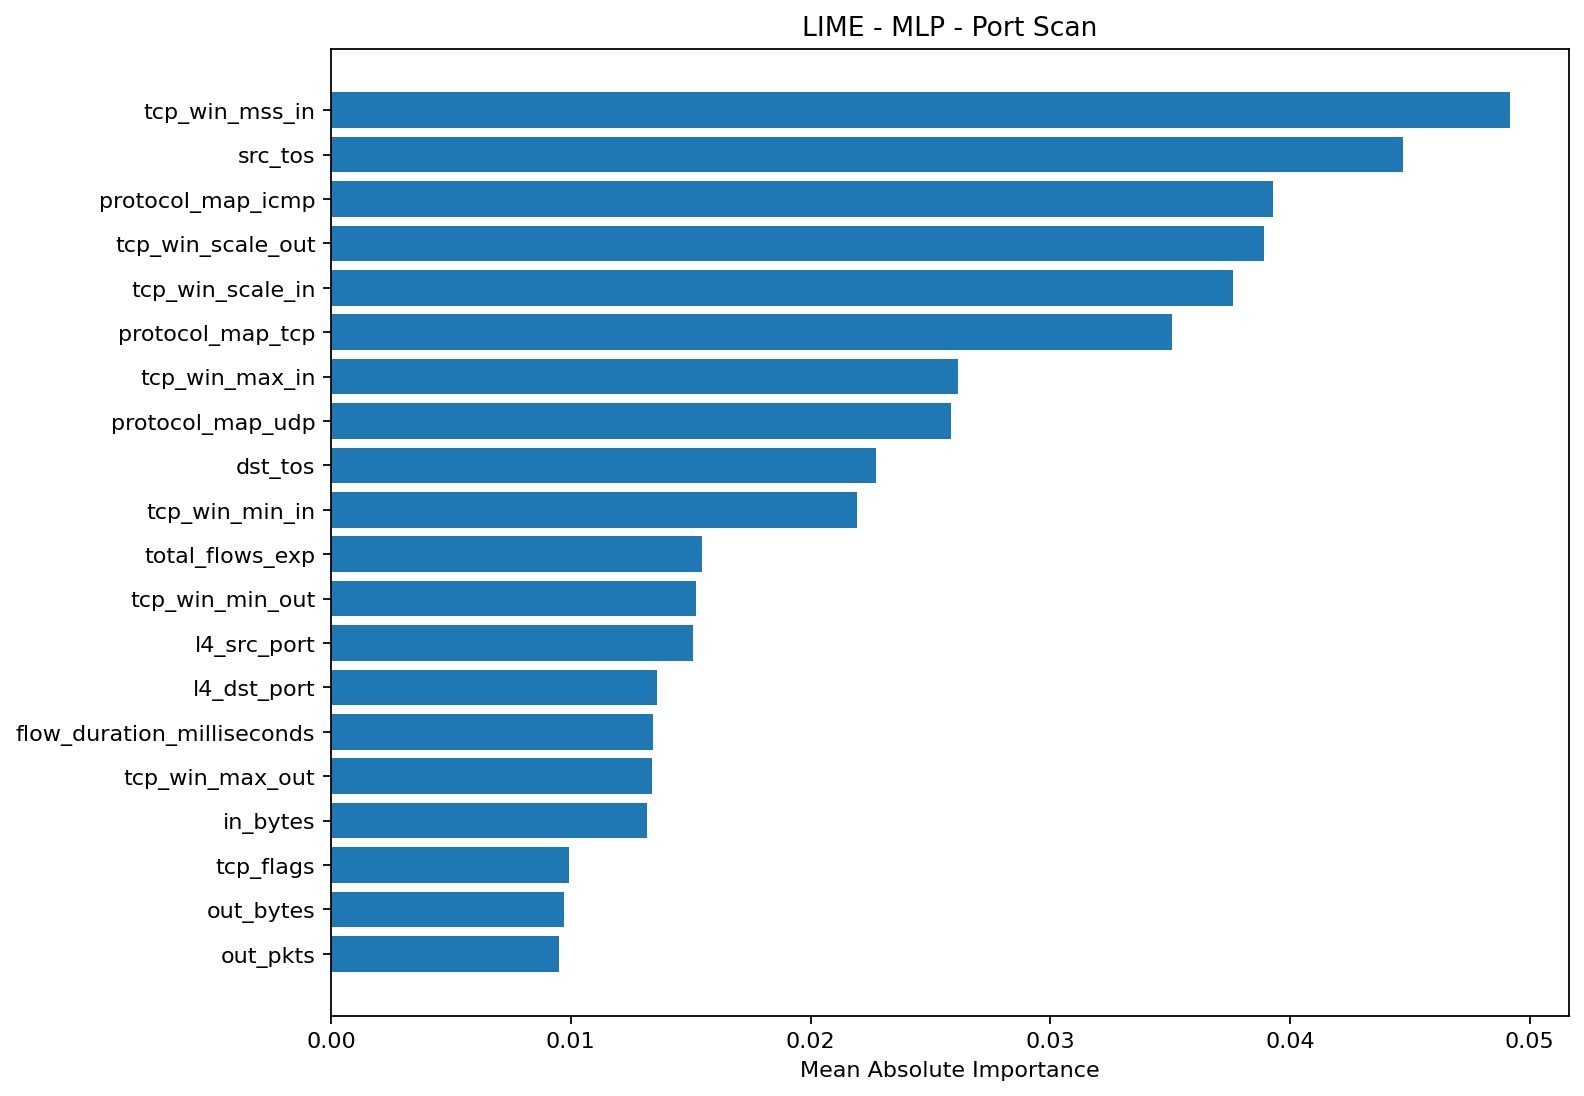 LIME - MLP - Port Scan
tcp_win_mss_in
src_tos
protocol_map_icmp
tcp_win_scale_out
tcp_win_scale_in
protocol_map_tcp
tcp_win_max_in
protocol_map_udp
dst_tos
tcp_win_min_in
total_flows_exp
tcp_win_min_out
l4_src_port
l4_dst_port
flow_duration_milliseconds
tcp_win_max_out
in_bytes
tcp_flags
out_bytes
out_pkts
0.00 0.01 0.02 0.03 0.04 0.05
Mean Absolute Importance